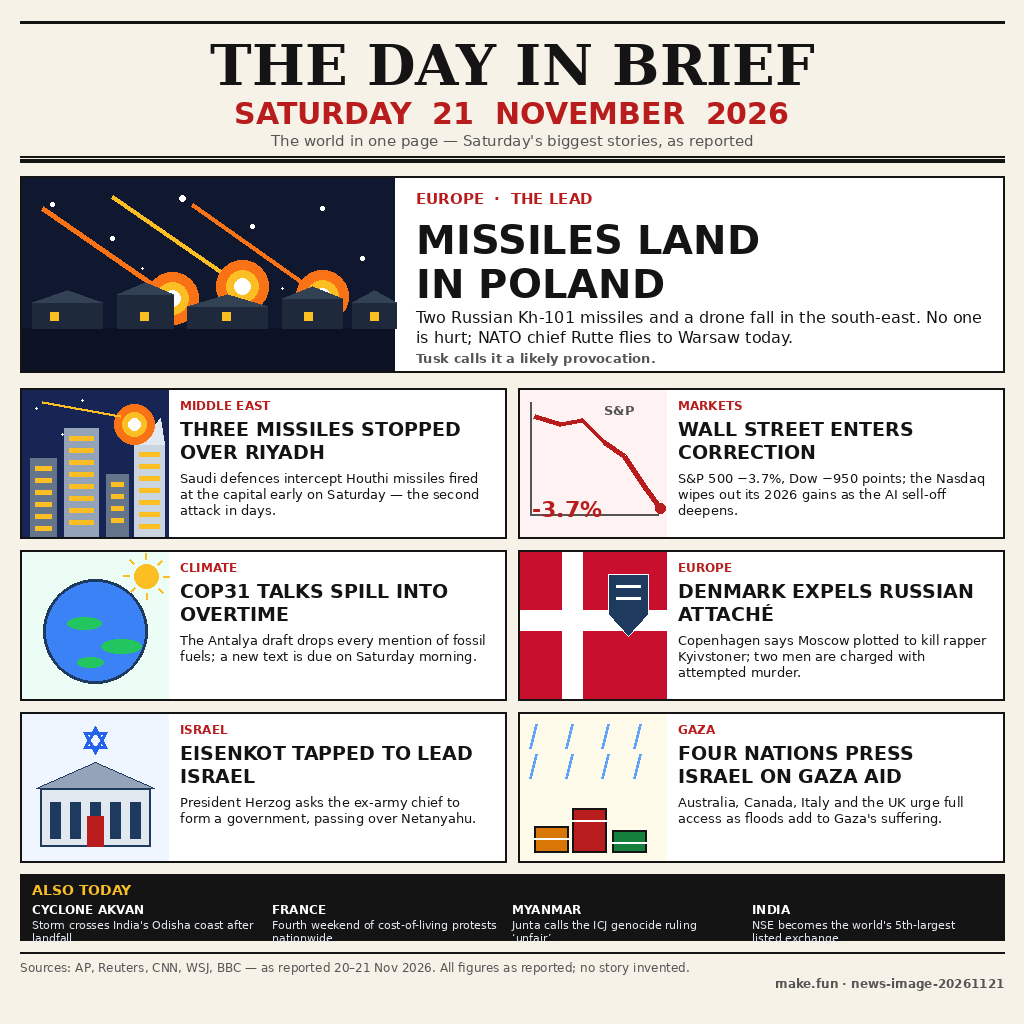 THE DAY IN BRIEF
SATURDAY 21 NOVEMBER 2026
The world in one page — Saturday's biggest stories, as reported
EUROPE · THE LEAD
MISSILES LAND
IN POLAND
Two Russian Kh-101 missiles and a drone fall in the south-east. No one
is hurt; NATO chief Rutte flies to Warsaw today.
Tusk calls it a likely provocation.
MIDDLE EAST
THREE MISSILES STOPPED
OVER RIYADH
Saudi defences intercept Houthi missiles fired
at the capital early on Saturday — the second
attack in days.
S&P
-3.7%
MARKETS
WALL STREET ENTERS
CORRECTION
S&P 500 −3.7%, Dow −950 points; the Nasdaq
wipes out its 2026 gains as the AI sell-off
deepens.
CLIMATE
COP31 TALKS SPILL INTO
OVERTIME
The Antalya draft drops every mention of fossil
fuels; a new text is due on Saturday morning.
EUROPE
DENMARK EXPELS RUSSIAN
ATTACHÉ
Copenhagen says Moscow plotted to kill rapper
Kyivstoner; two men are charged with
attempted murder.
ISRAEL
EISENKOT TAPPED TO LEAD
ISRAEL
President Herzog asks the ex-army chief to
form a government, passing over Netanyahu.
GAZA
FOUR NATIONS PRESS
ISRAEL ON GAZA AID
Australia, Canada, Italy and the UK urge full
access as floods add to Gaza's suffering.
ALSO TODAY
CYCLONE AKVAN
Storm crosses India's Odisha coast after
landfall
FRANCE
Fourth weekend of cost-of-living protests
nationwide
MYANMAR
Junta calls the ICJ genocide ruling
‘unfair’
INDIA
NSE becomes the world's 5th-largest
listed exchange
Sources: AP, Reuters, CNN, WSJ, BBC — as reported 20–21 Nov 2026. All figures as reported; no story invented.
make.fun · news-image-20261121